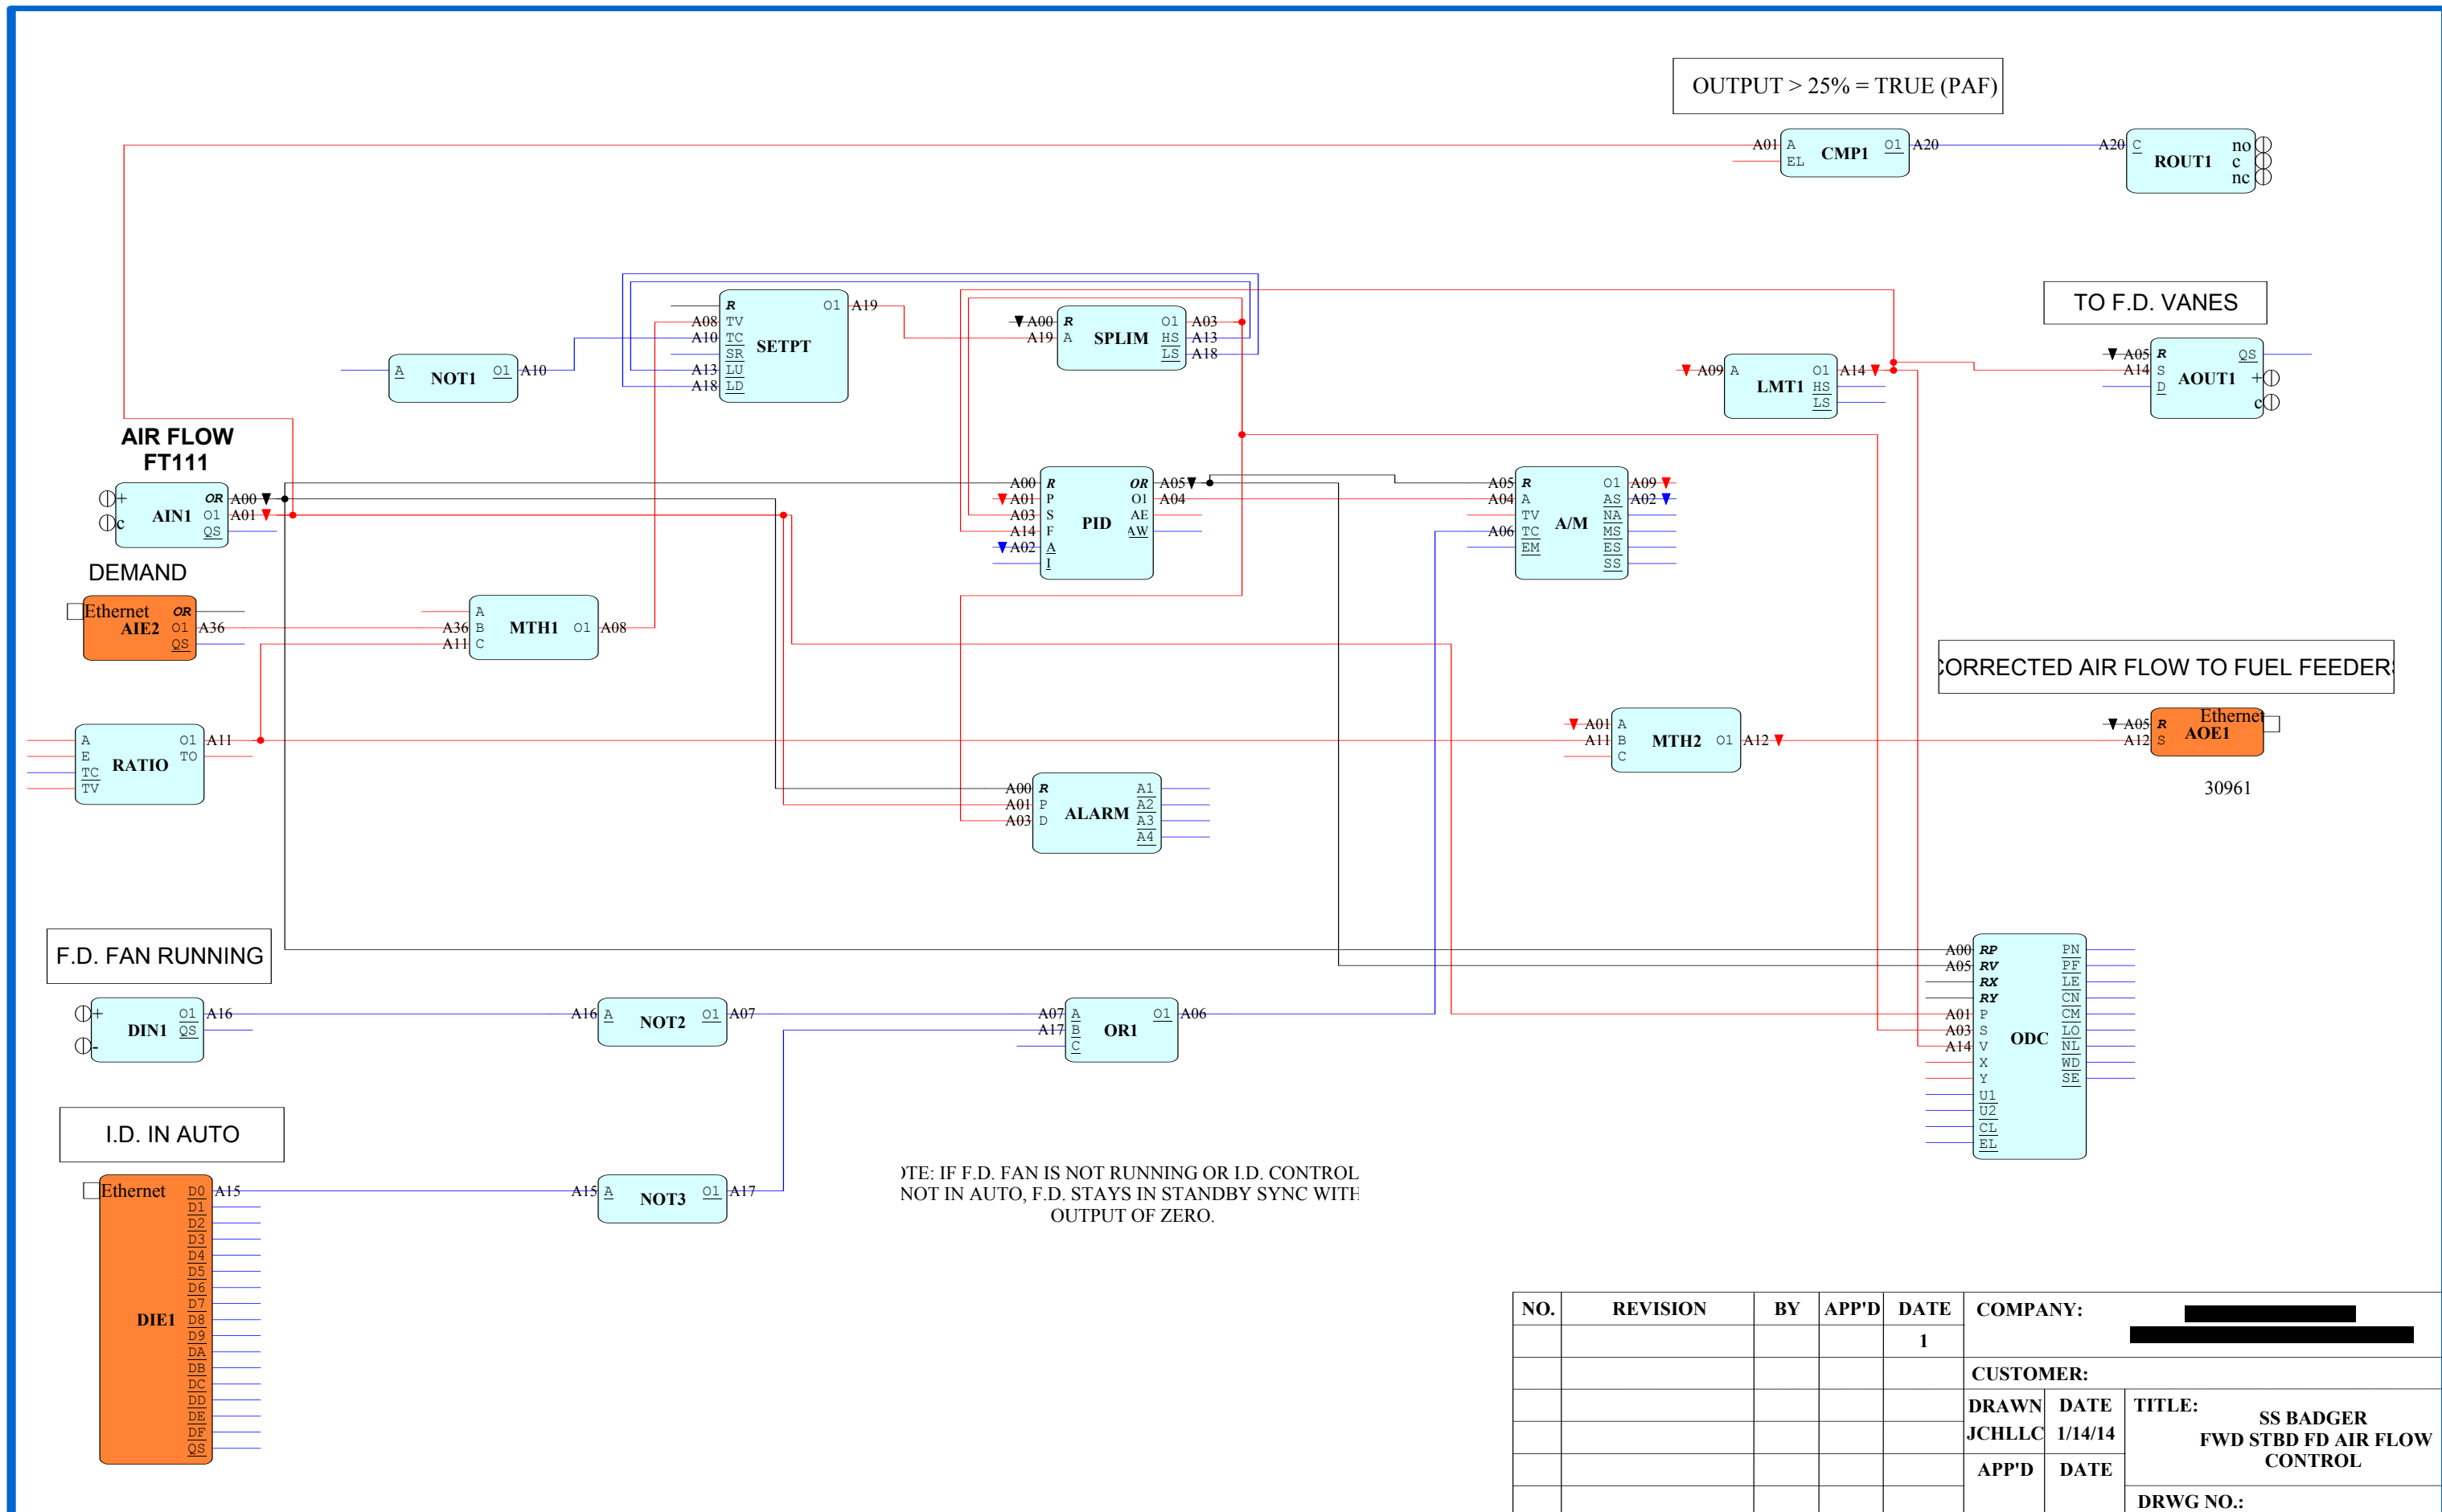 OUTPUT > 25% = TRUE (PAF)
A01 A CMP1 O1 A20
EL
A20 C ROUT1 no
c
nc
TO F.D. VANES
R SETPT O1 A19
A08 TV
A10 TC
SR
A13 LU
A18 LD
A00 R SPLIM O1 A03
A19 A HS A13
LS A18
A NOT1 O1 A10
A09 A LMT1 O1 A14
HS
LS
A05 R AOUT1 QS
A14 S +
D c
AIR FLOW
FT111
+ AIN1 OR A00
c O1 A01
QS
A00 R PID OR A05
A01 P O1 A04
A03 S AE
A14 F AW
A02 A
I
A05 R A/M O1 A09
A04 A AS A02
TV NA
A06 TC MS
EM ES
SS
DEMAND
Ethernet OR
AIE2 O1 A36
QS
A MTH1 O1 A08
A36 B
A11 C
CORRECTED AIR FLOW TO FUEL FEEDERS
A RATIO O1 A11
E TO
TC
TV
A01 A MTH2 O1 A12
A11 B
C
A05 R Ethernet
A12 S AOE1
30961
A00 R ALARM A1
A01 P A2
A03 D A3
A4
F.D. FAN RUNNING
+ DIN1 O1 A16
- QS
A16 A NOT2 O1 A07
A07 A OR1 O1 A06
A17 B
C
A00 RP ODC PN
A05 RV PF
RX LE
RY CN
A01 P CM
A03 S LO
A14 V NL
X WD
Y SE
U1
U2
CL
EL
I.D. IN AUTO
Ethernet DIE1 D0 A15
D1
D2
D3
D4
D5
D6
D7
D8
D9
DA
DB
DC
DD
DE
DF
QS
A15 A NOT3 O1 A17
OTE: IF F.D. FAN IS NOT RUNNING OR I.D. CONTROL
NOT IN AUTO, F.D. STAYS IN STANDBY SYNC WITH
OUTPUT OF ZERO.
NO. REVISION BY APP'D DATE
1
COMPANY:
CUSTOMER:
DRAWN DATE
JCHLLC 1/14/14
APP'D DATE
TITLE:
SS BADGER
FWD STBD FD AIR FLOW
CONTROL
DRWG NO.: